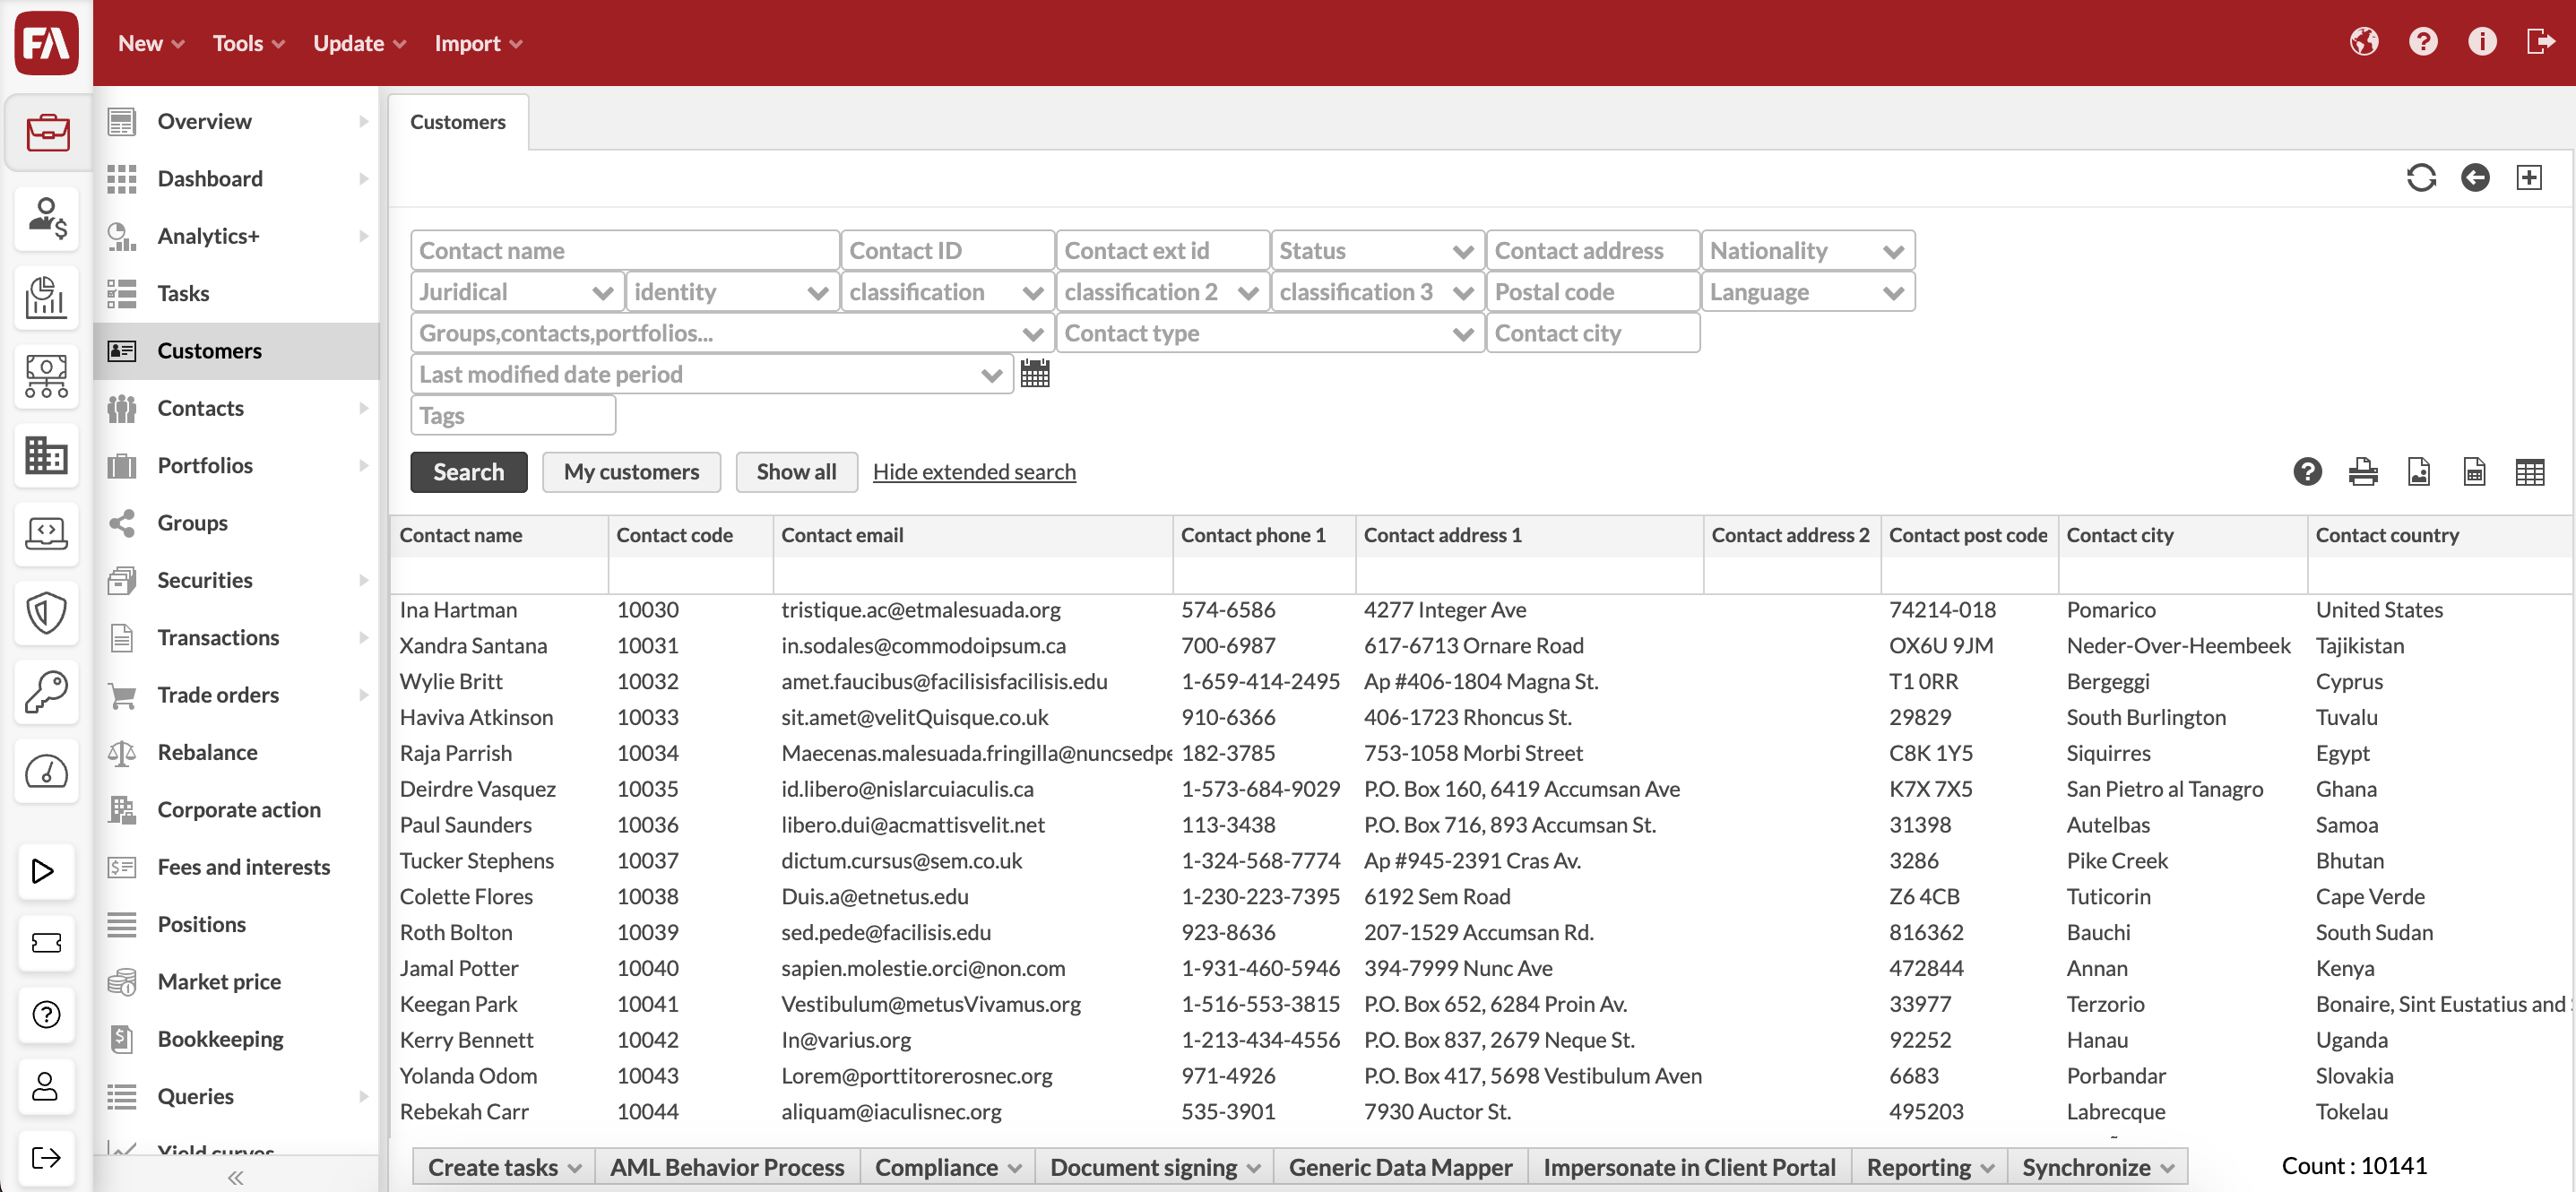 FA New Tools Update Import
Overview
Dashboard
Analytics+
Tasks
Customers
Contacts
Portfolios
Groups
Securities
Transactions
Trade orders
Rebalance
Corporate action
Fees and interests
Positions
Market price
Bookkeeping
Queries
Yield curves
Customers
Contact name Contact ID Contact ext id Status Contact address Nationality
Juridical identity classification classification 2 classification 3 Postal code Language
Groups,contacts,portfolios... Contact type Contact city
Last modified date period
Tags
Search My customers Show all Hide extended search
Contact name Contact code Contact email Contact phone 1 Contact address 1 Contact address 2 Contact post code Contact city Contact country
Ina Hartman 10030 tristique.ac@etmalesuada.org 574-6586 4277 Integer Ave 74214-018 Pomarico United States
Xandra Santana 10031 in.sodales@commodoipsum.ca 700-6987 617-6713 Ornare Road OX6U 9JM Neder-Over-Heembeek Tajikistan
Wylie Britt 10032 amet.faucibus@facilisisfacilisis.edu 1-659-414-2495 Ap #406-1804 Magna St. T1 0RR Bergeggi Cyprus
Haviva Atkinson 10033 sit.amet@velitQuisque.co.uk 910-6366 406-1723 Rhoncus St. 29829 South Burlington Tuvalu
Raja Parrish 10034 Maecenas.malesuada.fringilla@nuncsedpe 182-3785 753-1058 Morbi Street C8K 1Y5 Siquirres Egypt
Deirdre Vasquez 10035 id.libero@nislarcuiaculis.ca 1-573-684-9029 P.O. Box 160, 6419 Accumsan Ave K7X 7X5 San Pietro al Tanagro Ghana
Paul Saunders 10036 libero.dui@acmattisvelit.net 113-3438 P.O. Box 716, 893 Accumsan St. 31398 Autelbas Samoa
Tucker Stephens 10037 dictum.cursus@sem.co.uk 1-324-568-7774 Ap #945-2391 Cras Av. 3286 Pike Creek Bhutan
Colette Flores 10038 Duis.a@etnetus.edu 1-230-223-7395 6192 Sem Road Z6 4CB Tuticorin Cape Verde
Roth Bolton 10039 sed.pede@facilisis.edu 923-8636 207-1529 Accumsan Rd. 816362 Bauchi South Sudan
Jamal Potter 10040 sapien.molestie.orci@non.com 1-931-460-5946 394-7999 Nunc Ave 472844 Annan Kenya
Keegan Park 10041 Vestibulum@metusVivamus.org 1-516-553-3815 P.O. Box 652, 6284 Proin Av. 33977 Terzorio Bonaire, Sint Eustatius and
Kerry Bennett 10042 In@varius.org 1-213-434-4556 P.O. Box 837, 2679 Neque St. 92252 Hanau Uganda
Yolanda Odom 10043 Lorem@porttitorerosnec.org 971-4926 P.O. Box 417, 5698 Vestibulum Aven 6683 Porbandar Slovakia
Rebekah Carr 10044 aliquam@iaculisnec.org 535-3901 7930 Auctor St. 495203 Labrecque Tokelau
Create tasks AML Behavior Process Compliance Document signing Generic Data Mapper Impersonate in Client Portal Reporting Synchronize Count : 10141